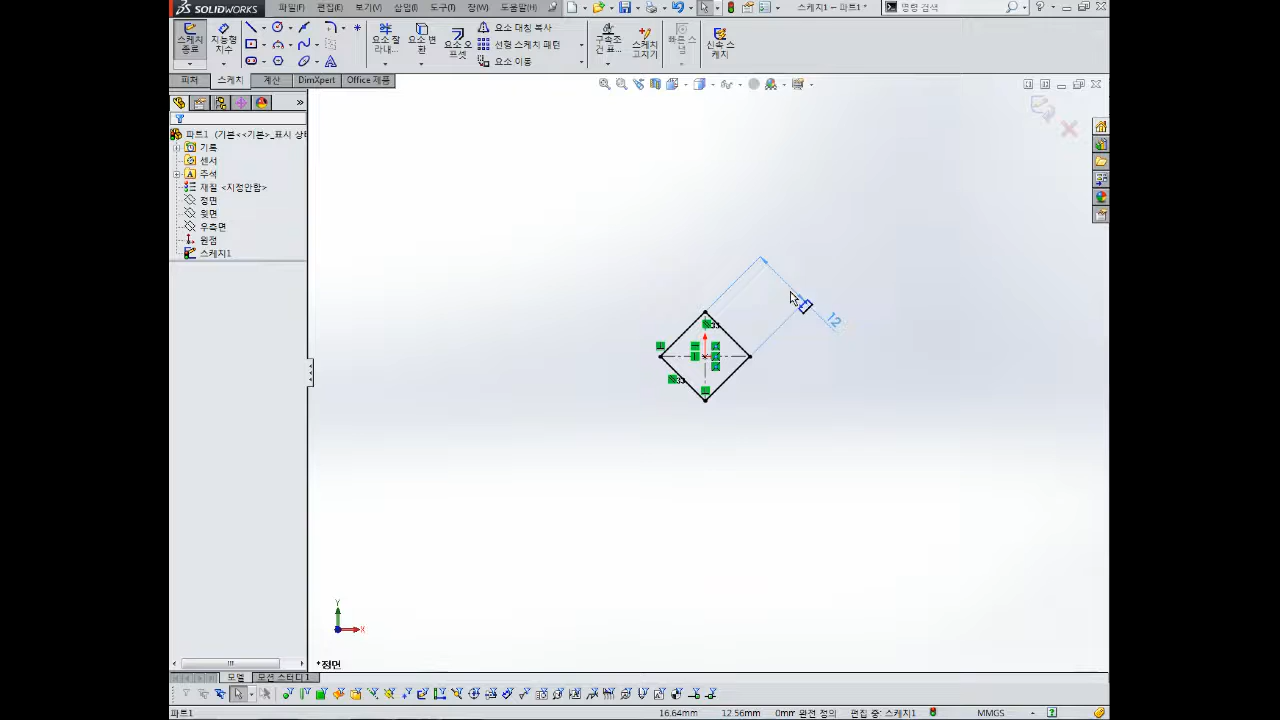 SOLIDWORKS 파일(F) 편집(E) 보기(V) 삽입(I) 도구(T) 창(W) 도움말(H) 스케치1 – 파트1 * 명령 검색
스케치 종료
지능형 치수
요소 잘라내...
요소 변환
요소 오프셋
요소 대칭 복사
선형 스케치 패턴
요소 이동
구속조건 표...
스케치 고치기
빠른 스냅
신속 스케치
피처 스케치 계산 DimXpert Office 제품
파트1 (기본<<기본>_표시 상태
기록
센서
주석
재질 <지정안함>
정면
윗면
우측면
원점
스케치1
12
Y
X
*정면
모델 모션 스터디1
파트1 16.64mm 12.56mm 0mm 완전 정의 편집 중: 스케치1 MMGS